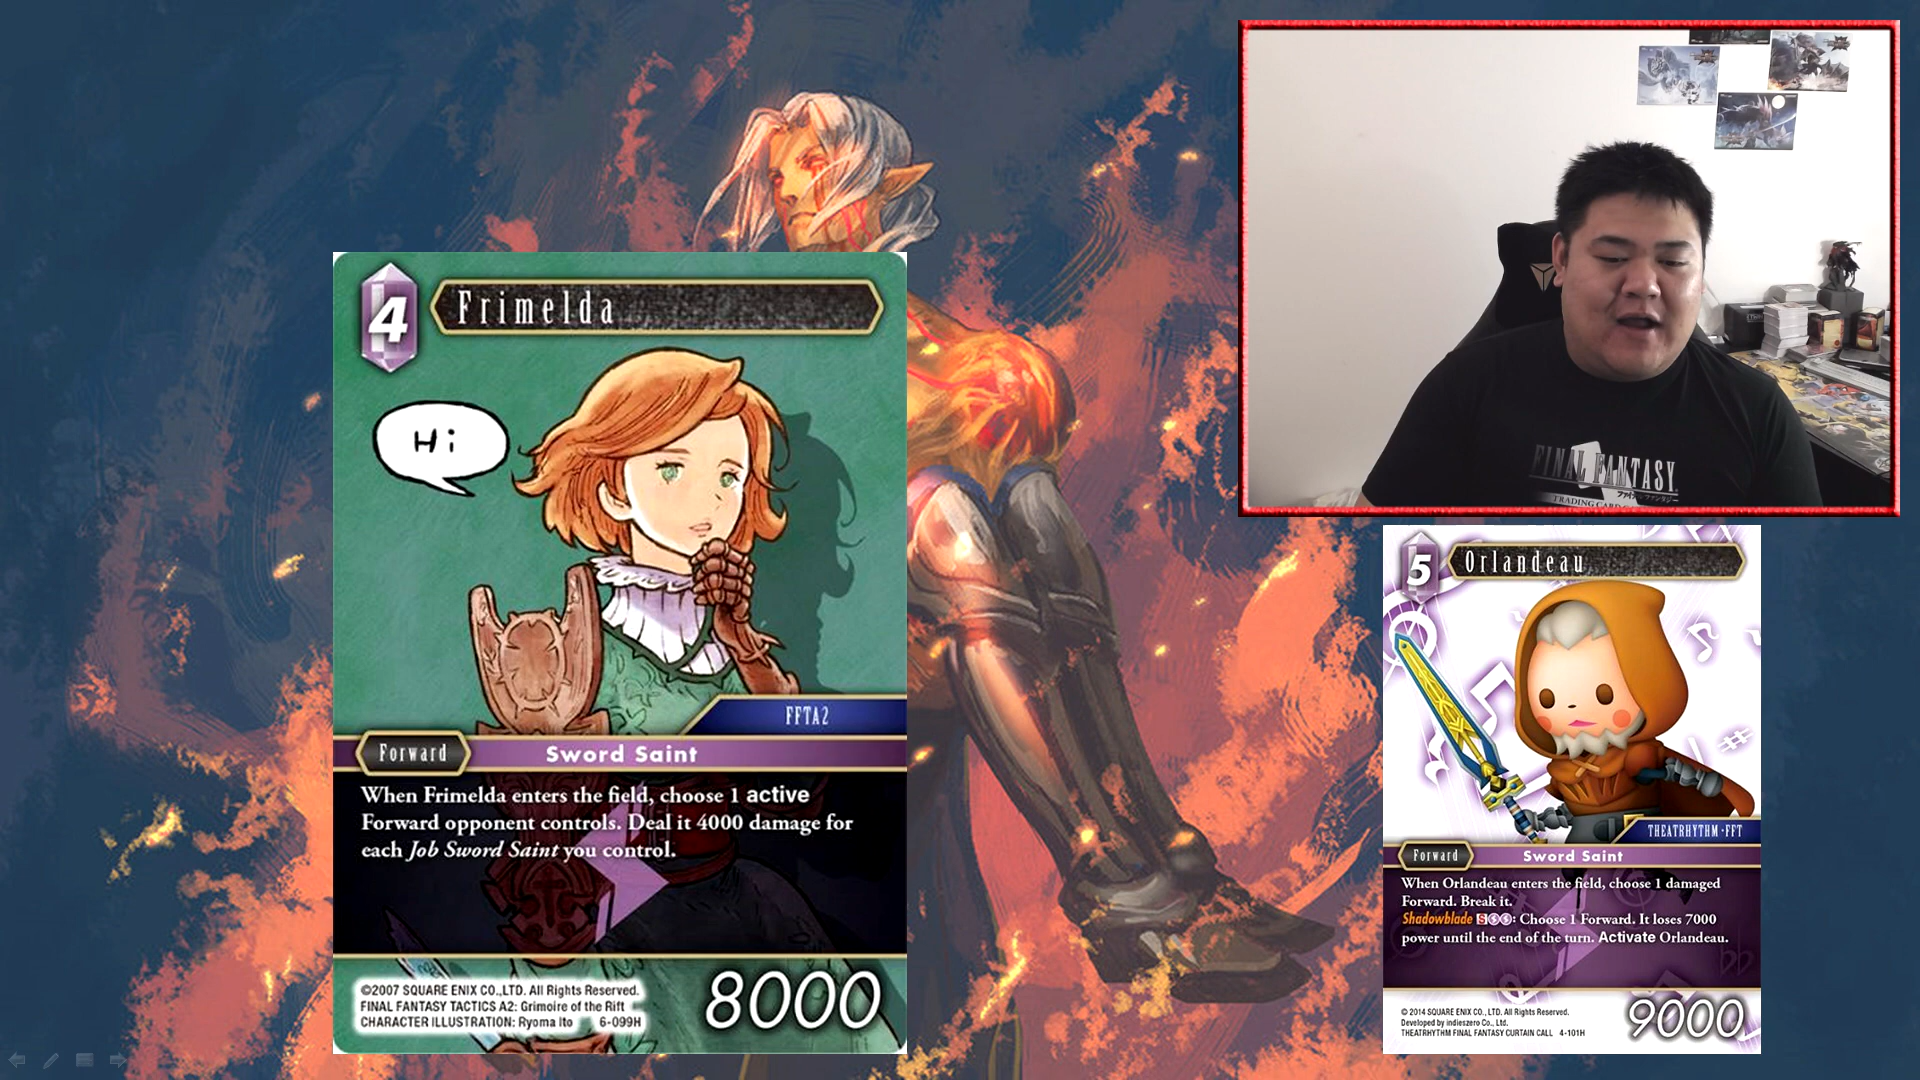 4
Frimelda
Hi
FFTA2
Forward
Sword Saint
When Frimelda enters the field, choose 1 active
Forward opponent controls. Deal it 4000 damage for
each Job Sword Saint you control.
©2007 SQUARE ENIX CO.,LTD. All Rights Reserved.
FINAL FANTASY TACTICS A2: Grimoire of the Rift
CHARACTER ILLUSTRATION: Ryoma Ito 6-099H
8000
FINAL FANTASY
TRADING CARD
5
Orlandeau
THEATRHYTHM・FFT
Forward
Sword Saint
When Orlandeau enters the field, choose 1 damaged
Forward. Break it.
Shadowblade S: Choose 1 Forward. It loses 7000
power until the end of the turn. Activate Orlandeau.
© 2014 SQUARE ENIX CO., LTD. All Rights Reserved.
Developed by indieszero Co., Ltd.
THEATRHYTHM FINAL FANTASY CURTAIN CALL 4-101H
9000